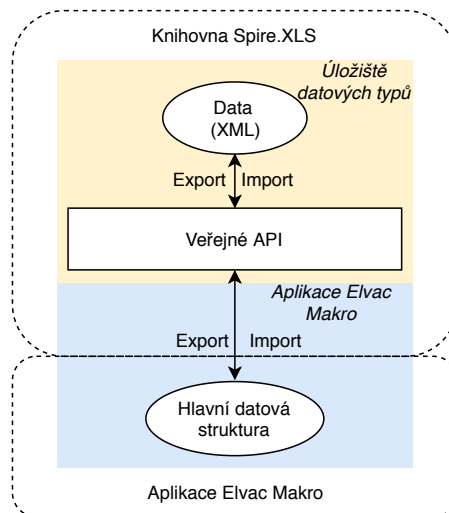 Knihovna Spire.XLS
Úložiště
datových typů
Data
(XML)
Export Import
Veřejné API
Aplikace Elvac
Makro
Export Import
Hlavní datová
struktura
Aplikace Elvac Makro